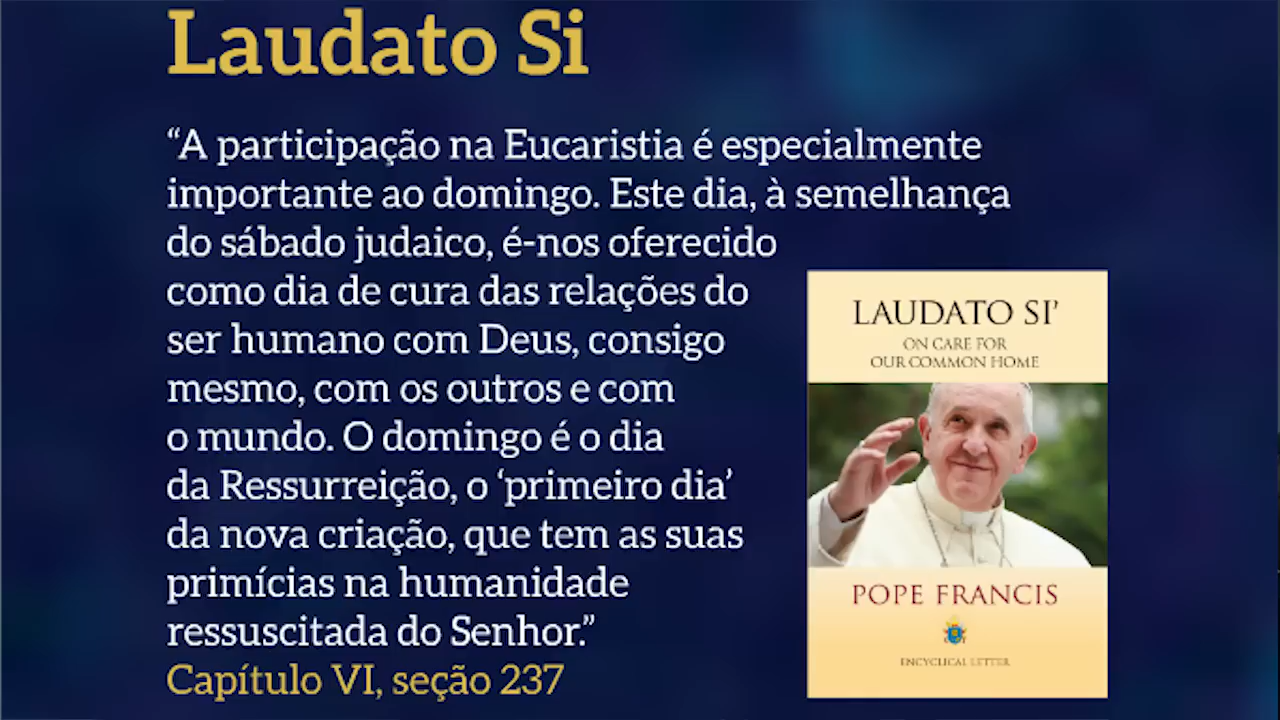 Laudato Si
“A participação na Eucaristia é especialmente
importante ao domingo. Este dia, à semelhança
do sábado judaico, é-nos oferecido
como dia de cura das relações do
ser humano com Deus, consigo
mesmo, com os outros e com
o mundo. O domingo é o dia
da Ressurreição, o ‘primeiro dia’
da nova criação, que tem as suas
primícias na humanidade
ressuscitada do Senhor.”
Capítulo VI, seção 237
LAUDATO SI’
ON CARE FOR
OUR COMMON HOME
POPE FRANCIS
ENCYCLICAL LETTER